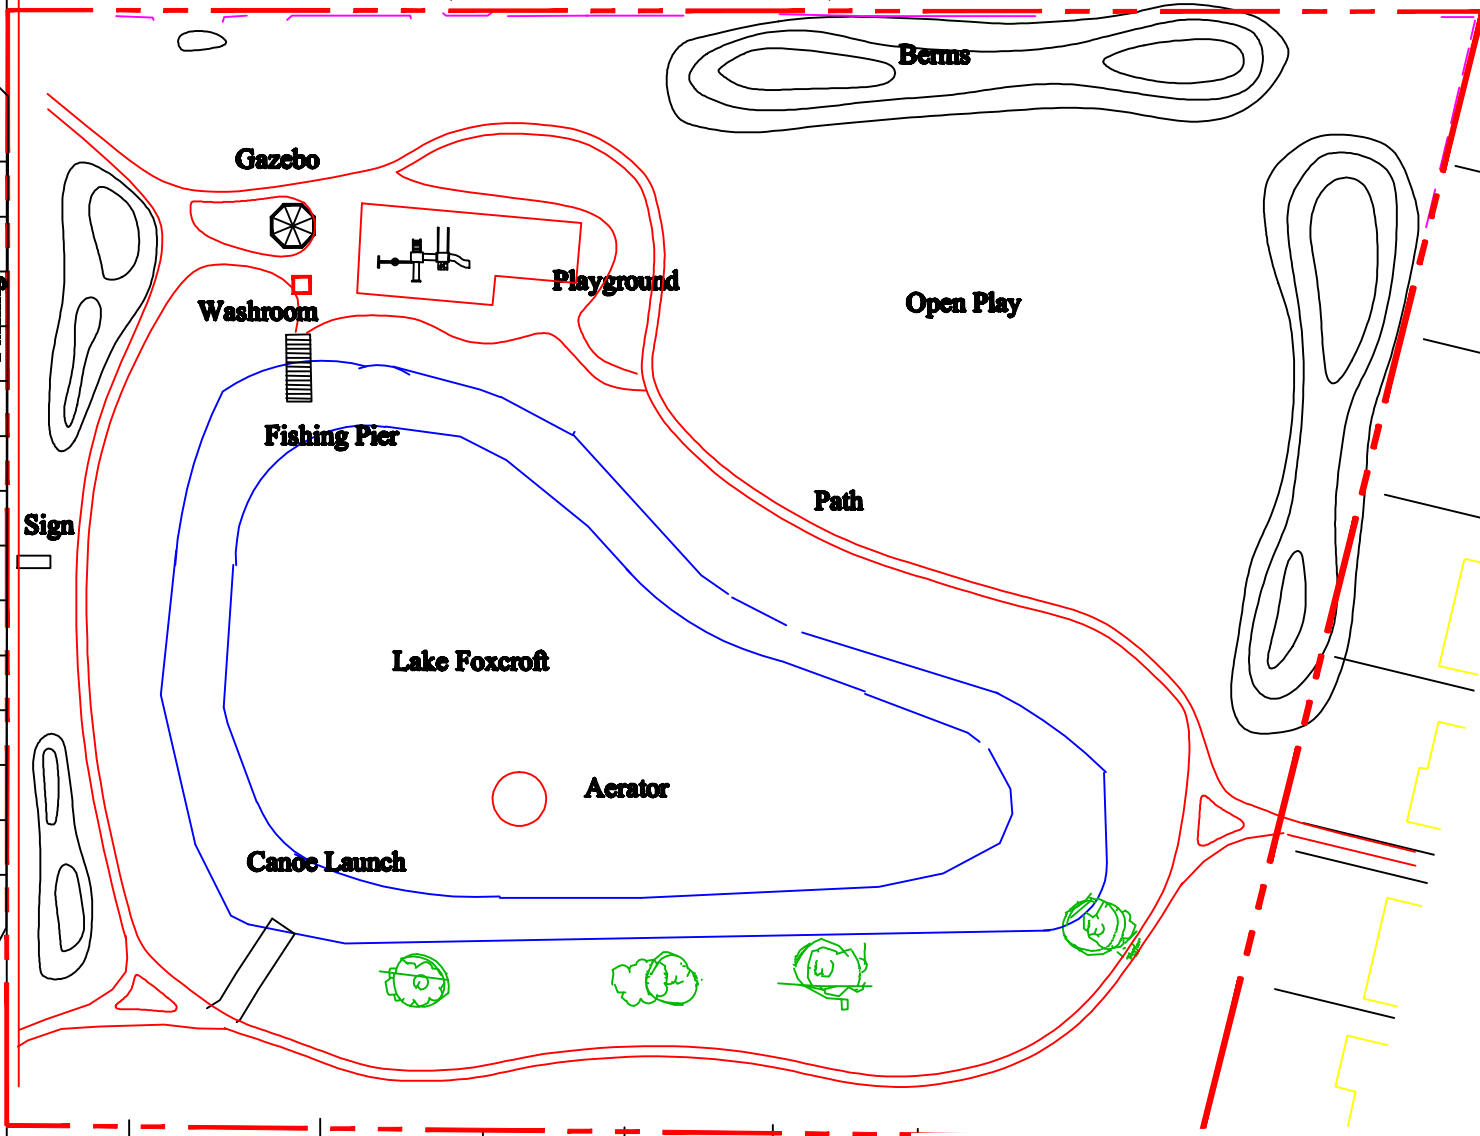 Berms
Gazebo
Playground
Open Play
Washroom
Fishing Pier
Path
Sign
Lake Foxcroft
Aerator
Canoe Launch